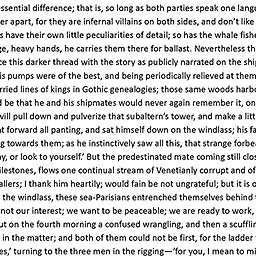 essential difference; that is, so long as both parties speak one langu
er apart, for they are infernal villains on both sides, and don't like
s have their own little peculiarities of detail; so has the whale fishe
ge, heavy hands, he carries them there for ballast. Nevertheless th
ce this darker thread with the story as publicly narrated on the ship
is pumps were of the best, and being periodically relieved at them
rried lines of kings in Gothic genealogies; those same woods harbo
d be that he and his shipmates would never again remember it, on
will pull down and pulverize that subaltern's tower, and make a littl
t forward all panting, and sat himself down on the windlass; his fa
g towards them; as he instinctively saw all this, that strange forbea
y, or look to yourself.' But the predestinated mate coming still clos
ilestones, flows one continual stream of Venetianly corrupt and of
allers; I thank him heartily; would fain be not ungrateful; but it is o
the windlass, these sea-Parisians entrenched themselves behind t
not our interest; we want to be peaceable; we are ready to work,
ut on the fourth morning a confused wrangling, and then a scufflin
in the matter; and both of them could not be first, for the ladder
es,' turning to the three men in the rigging—'for you, I mean to mi